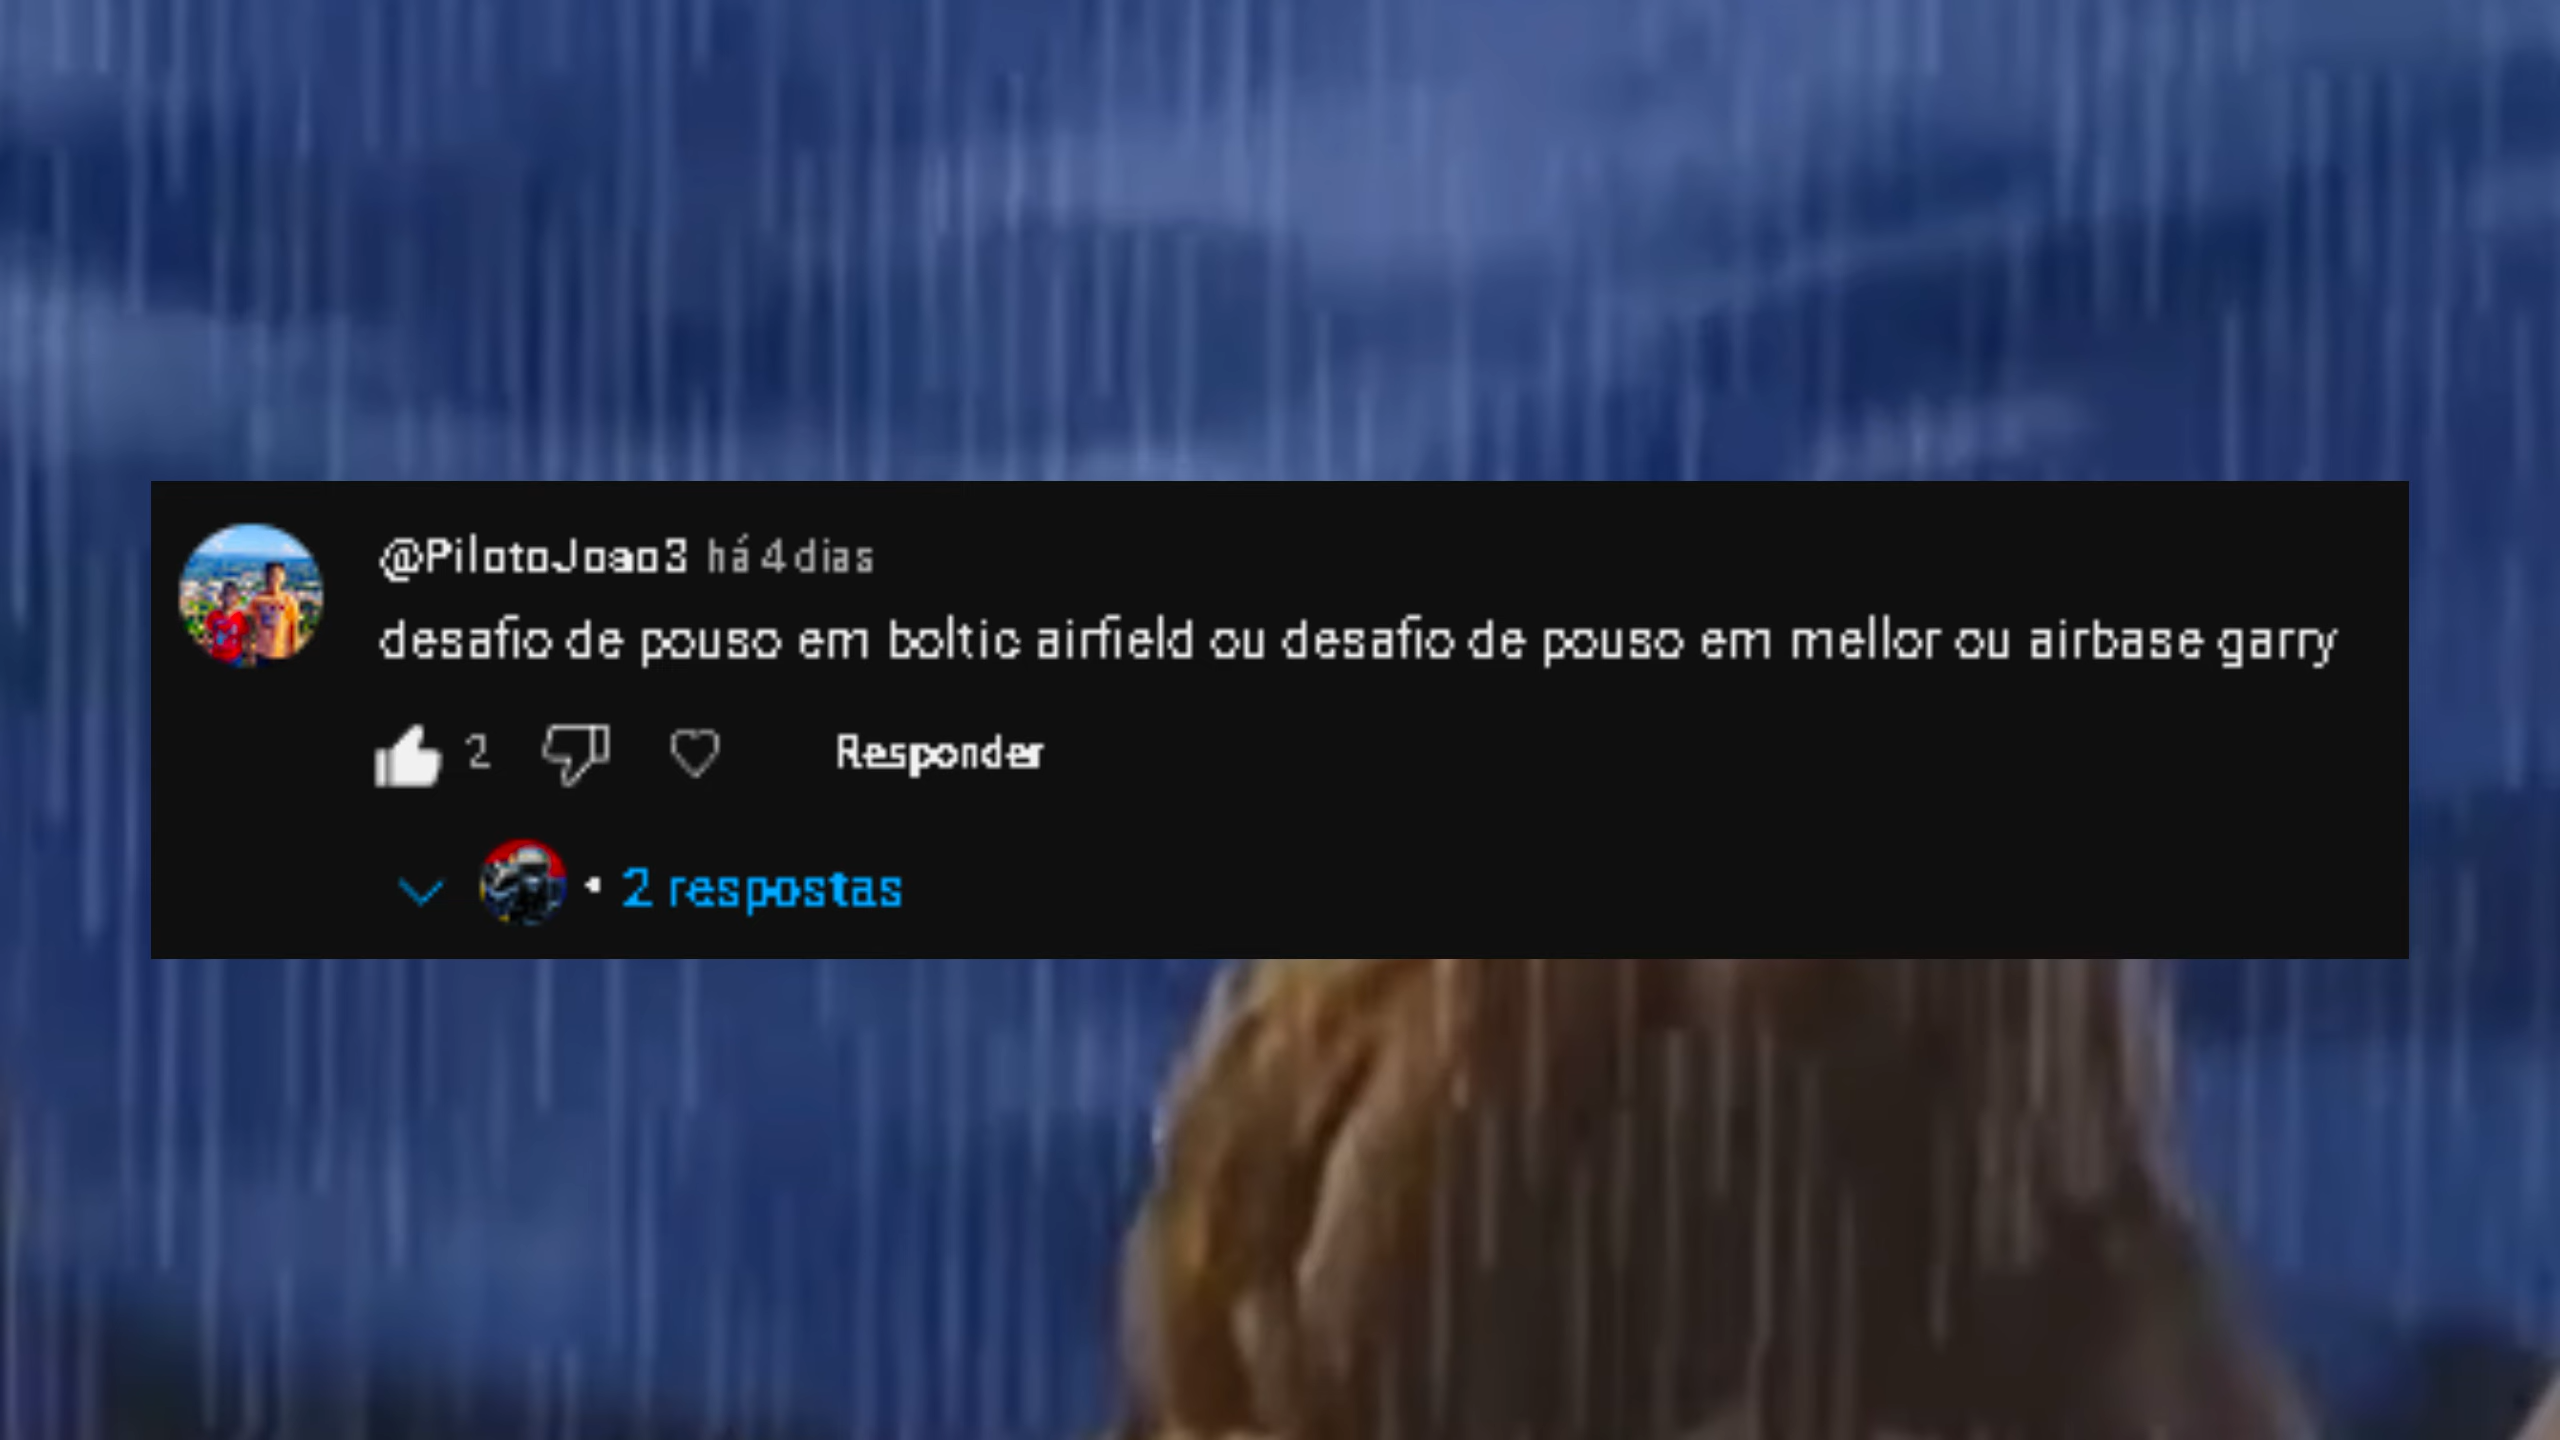 @PilotoJoao3 há 4 dias
desafio de pouso em boltic airfield ou desafio de pouso em mellor ou airbase garry
2 Responder
2 respostas